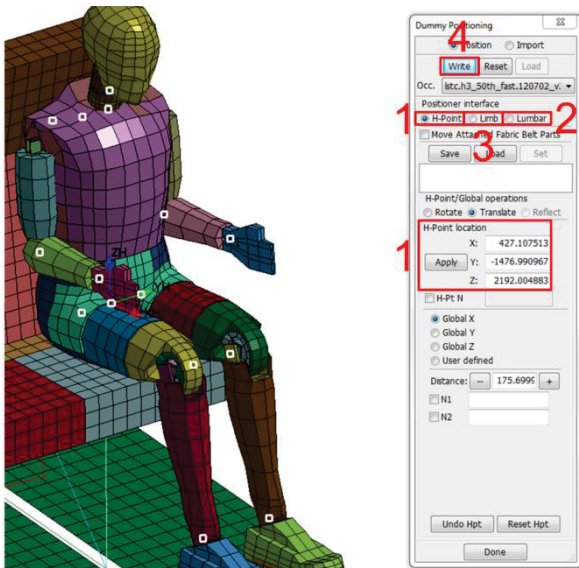 Dummy Positioning
4
Position Import
Write Reset Load
Occ. lstc.h3_50th_fast.120702_v
Positioner interface
1 H-Point Limb Lumbar 2
Move Attached Fabric Belt Parts
3
Save Load Set
H-Point/Global operations
Rotate Translate Reflect
H-Point location
X: 427.107513
1 Apply Y: -1476.990967
Z: 2192.004883
H-Pt N
Global X
Global Y
Global Z
User defined
Distance: -- 175.699 +
N1
N2
Undo Hpt Reset Hpt
Done
ZH